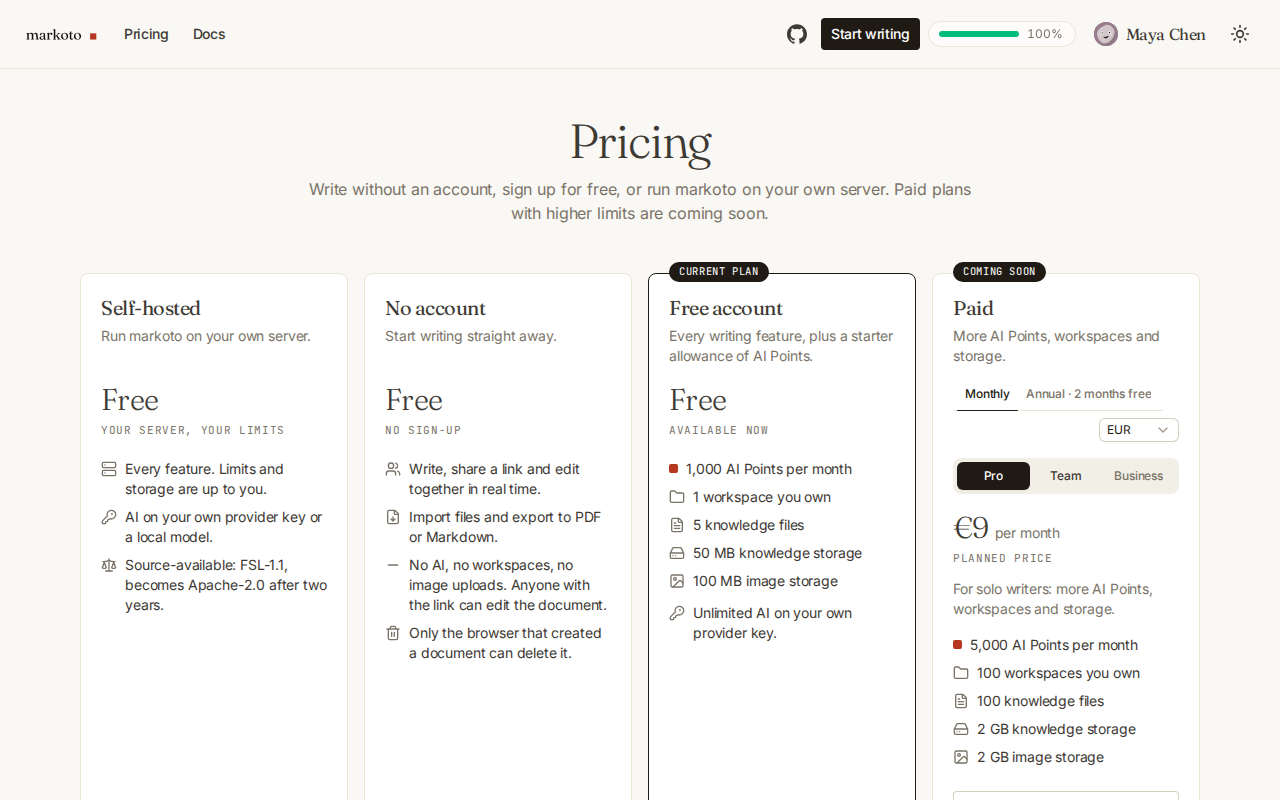 markoto
Pricing
Docs
Start writing
100%
Maya Chen
Pricing
Write without an account, sign up for free, or run markoto on your own server. Paid plans
with higher limits are coming soon.
Self-hosted
Run markoto on your own server.
Free
YOUR SERVER, YOUR LIMITS
Every feature. Limits and
storage are up to you.
AI on your own provider key or
a local model.
Source-available: FSL-1.1,
becomes Apache-2.0 after two
years.
No account
Start writing straight away.
Free
NO SIGN-UP
Write, share a link and edit
together in real time.
Import files and export to PDF
or Markdown.
No AI, no workspaces, no
image uploads. Anyone with
the link can edit the document.
Only the browser that created
a document can delete it.
CURRENT PLAN
Free account
Every writing feature, plus a starter
allowance of AI Points.
Free
AVAILABLE NOW
1,000 AI Points per month
1 workspace you own
5 knowledge files
50 MB knowledge storage
100 MB image storage
Unlimited AI on your own
provider key.
COMING SOON
Paid
More AI Points, workspaces and
storage.
Monthly
Annual · 2 months free
EUR
Pro
Team
Business
€9 per month
PLANNED PRICE
For solo writers: more AI Points,
workspaces and storage.
5,000 AI Points per month
100 workspaces you own
100 knowledge files
2 GB knowledge storage
2 GB image storage